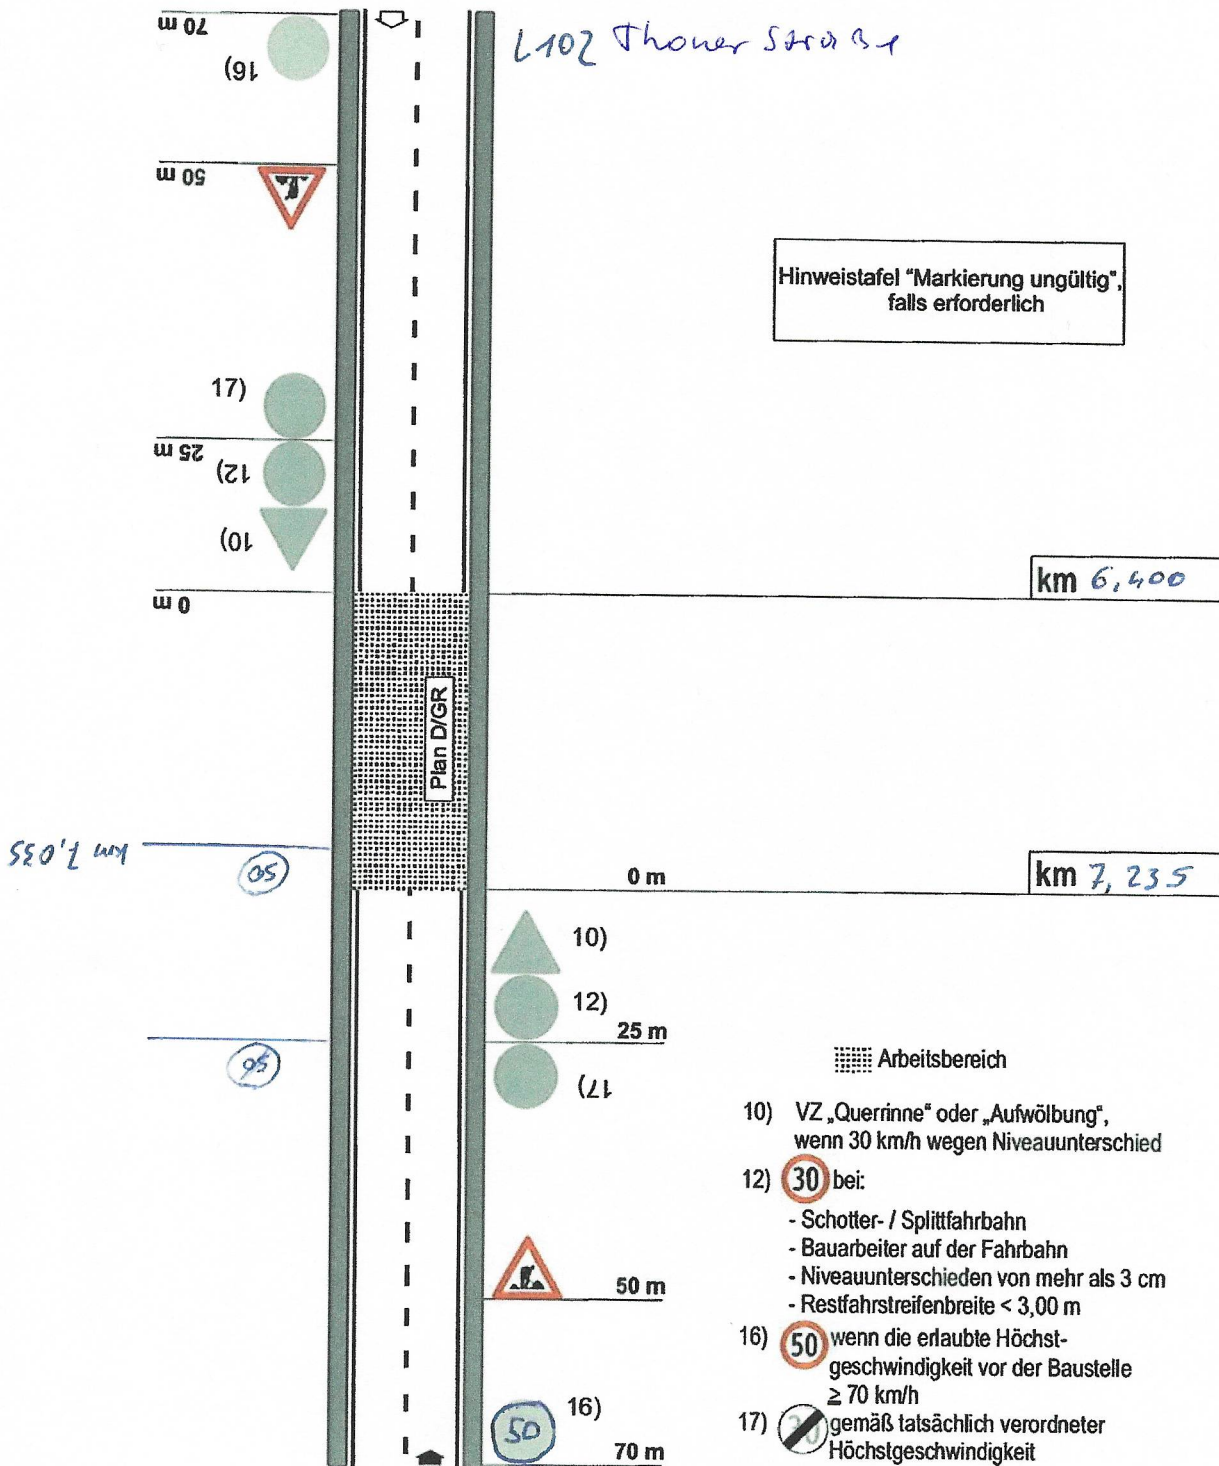 L102 Thoner Straße
70 m
16)
50 m
Hinweistafel "Markierung ungültig",
falls erforderlich
17)
25 m
12)
10)
0 m
km 6,400
Plan D/GR
km 7,035
50
0 m
km 7,235
10)
12)
25 m
50
17)
Arbeitsbereich
10) VZ „Querrinne“ oder „Aufwölbung“,
wenn 30 km/h wegen Niveauunterschied
12) 30 bei:
- Schotter- / Splittfahrbahn
- Bauarbeiter auf der Fahrbahn
- Niveauunterschieden von mehr als 3 cm
- Restfahrstreifenbreite < 3,00 m
50 m
16) 50 wenn die erlaubte Höchst-
geschwindigkeit vor der Baustelle
≥ 70 km/h
17) 30 gemäß tatsächlich verordneter
Höchstgeschwindigkeit
50 16)
70 m